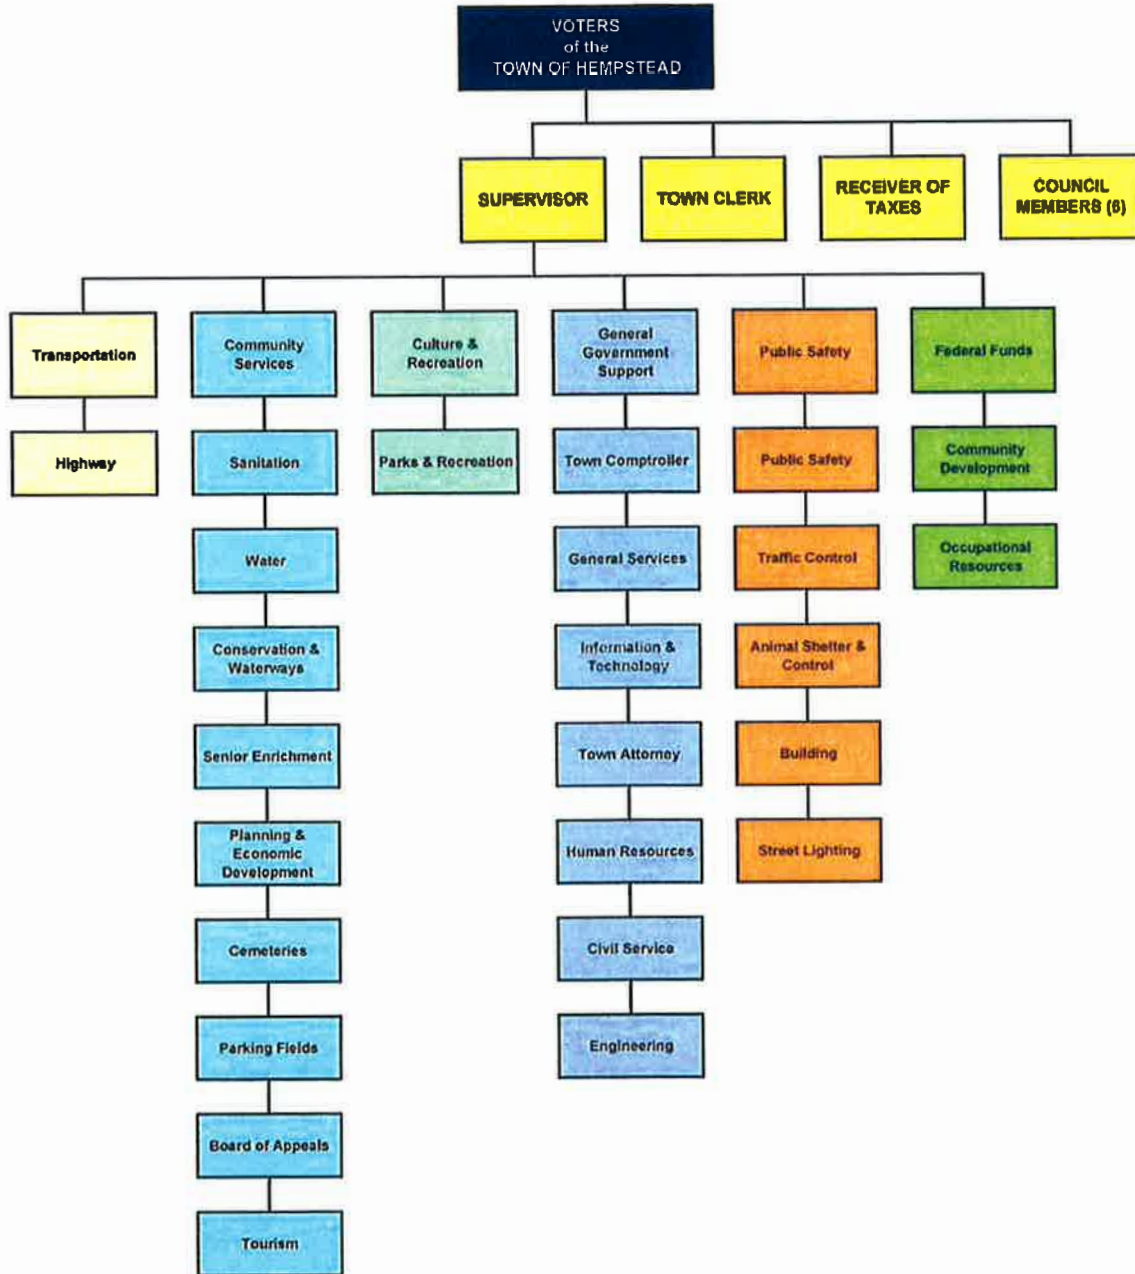 VOTERS
of the
TOWN OF HEMPSTEAD
SUPERVISOR
TOWN CLERK
RECEIVER OF
TAXES
COUNCIL
MEMBERS (6)
Transportation
Highway
Community
Services
Sanitation
Water
Conservation &
Waterways
Senior Enrichment
Planning &
Economic
Development
Cemeteries
Parking Fields
Board of Appeals
Tourism
Culture &
Recreation
Parks & Recreation
General
Government
Support
Town Comptroller
General Services
Information &
Technology
Town Attorney
Human Resources
Civil Service
Engineering
Public Safety
Public Safety
Traffic Control
Animal Shelter &
Control
Building
Street Lighting
Federal Funds
Community
Development
Occupational
Resources